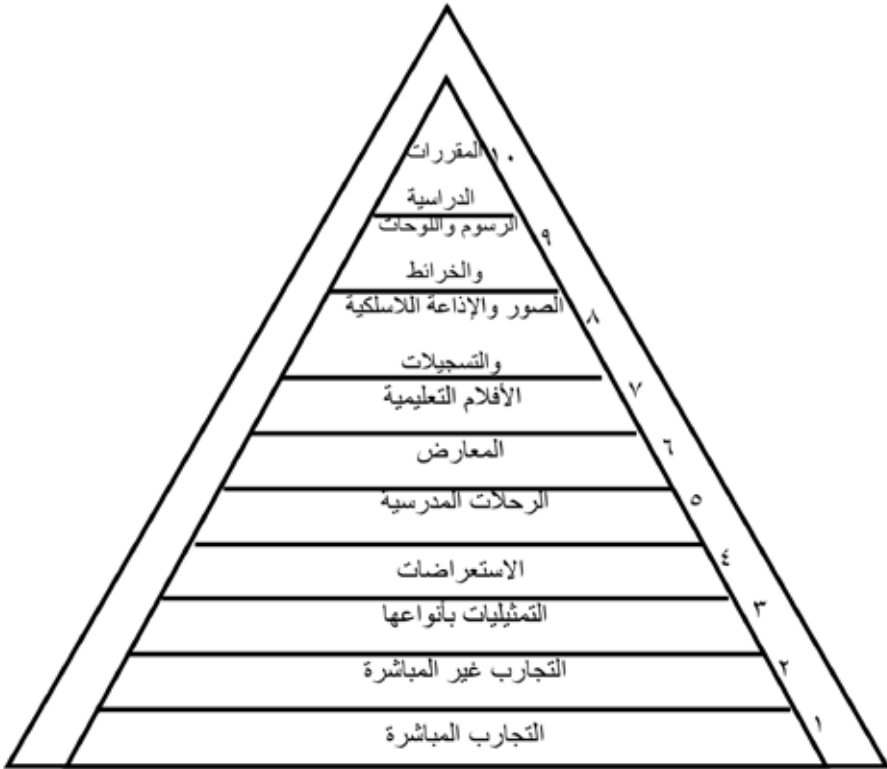 المقررات ١٠
الدراسية
الرسوم واللوحات ٩
والخرائط
الصور والإذاعة اللاسلكية ٨
والتسجيلات
الأفلام التعليمية ٧
المعارض ٦
الرحلات المدرسية ٥
الاستعراضات ٤
التمثيليات بأنواعها ٣
التجارب غير المباشرة ٢
التجارب المباشرة ١